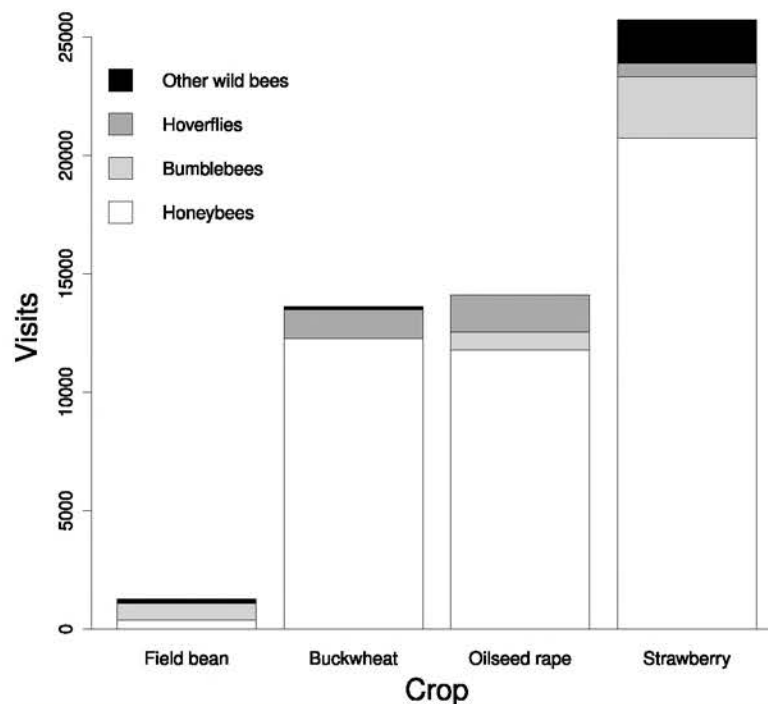 25000
20000
15000
10000
5000
0
Visits
Other wild bees
Hoverflies
Bumblebees
Honeybees
Field bean
Buckwheat
Oilseed rape
Strawberry
Crop